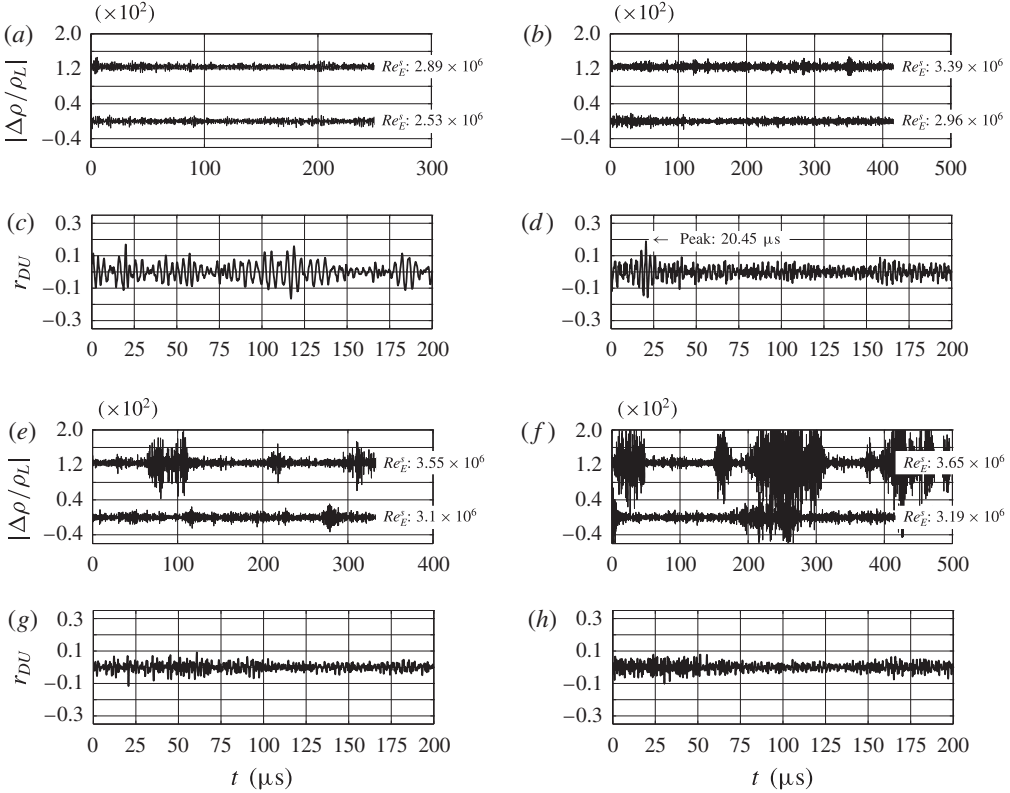 (×10²) (×10²)
(a) (b)
|Δρ/ρ_L|
2.0 1.2 0.4 −0.4
Re_E^s: 2.89 × 10⁶
Re_E^s: 2.53 × 10⁶
0 100 200 300
2.0 1.2 0.4 −0.4
Re_E^s: 3.39 × 10⁶
Re_E^s: 2.96 × 10⁶
0 100 200 300 400 500
(c) (d)
r_DU
0.3 0.1 −0.1 −0.3
0 25 50 75 100 125 150 175 200
0.3 0.1 −0.1 −0.3
← Peak: 20.45 μs
0 25 50 75 100 125 150 175 200
(×10²) (×10²)
(e) (f)
|Δρ/ρ_L|
2.0 1.2 0.4 −0.4
Re_E^s: 3.55 × 10⁶
Re_E^s: 3.1 × 10⁶
0 100 200 300 400
2.0 1.2 0.4 −0.4
Re_E^s: 3.65 × 10⁶
Re_E^s: 3.19 × 10⁶
0 100 200 300 400 500
(g) (h)
r_DU
0.3 0.1 −0.1 −0.3
0 25 50 75 100 125 150 175 200
t (μs)
0.3 0.1 −0.1 −0.3
0 25 50 75 100 125 150 175 200
t (μs)